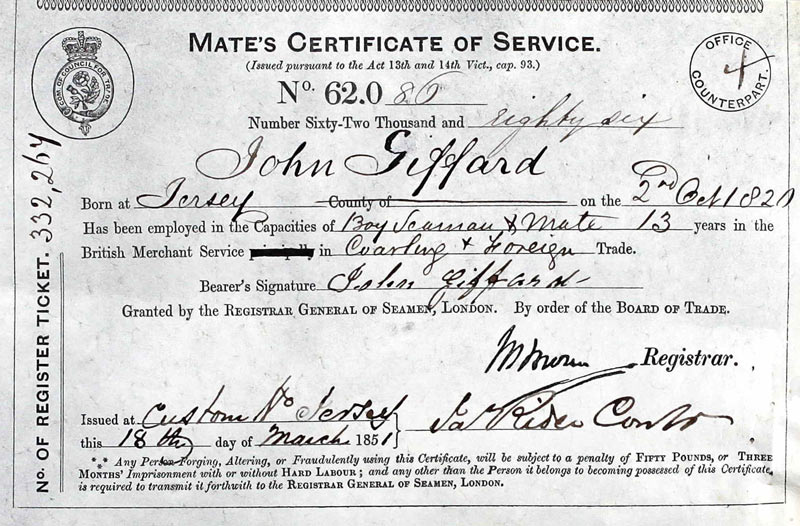 MATE'S CERTIFICATE OF SERVICE.
(Issued pursuant to the Act 13th and 14th Vict., cap. 93.)
OFFICE 4 COUNTERPART.
No. 62.0 86
Number Sixty-Two Thousand and eighty six
John Giffard
Born at Jersey County of on the 2nd Oct 1820
Has been employed in the Capacities of Boy Seaman & Mate 13 years in the
British Merchant Service principally in Coasting & Foreign Trade.
Bearer's Signature John Giffard
Granted by the REGISTRAR GENERAL OF SEAMEN, LONDON. By order of the BOARD OF TRADE.
Registrar.
Issued at Custom Ho Jersey
this 18th day of March 1851
*** Any Person Forging, Altering, or Fraudulently using this Certificate, will be subject to a penalty of FIFTY POUNDS, or THREE
MONTHS' Imprisonment with or without HARD LABOUR; and any other than the Person it belongs to becoming possessed of this Certificate,
is required to transmit it forthwith to the REGISTRAR GENERAL OF SEAMEN, LONDON.
No. OF REGISTER TICKET. 332,264